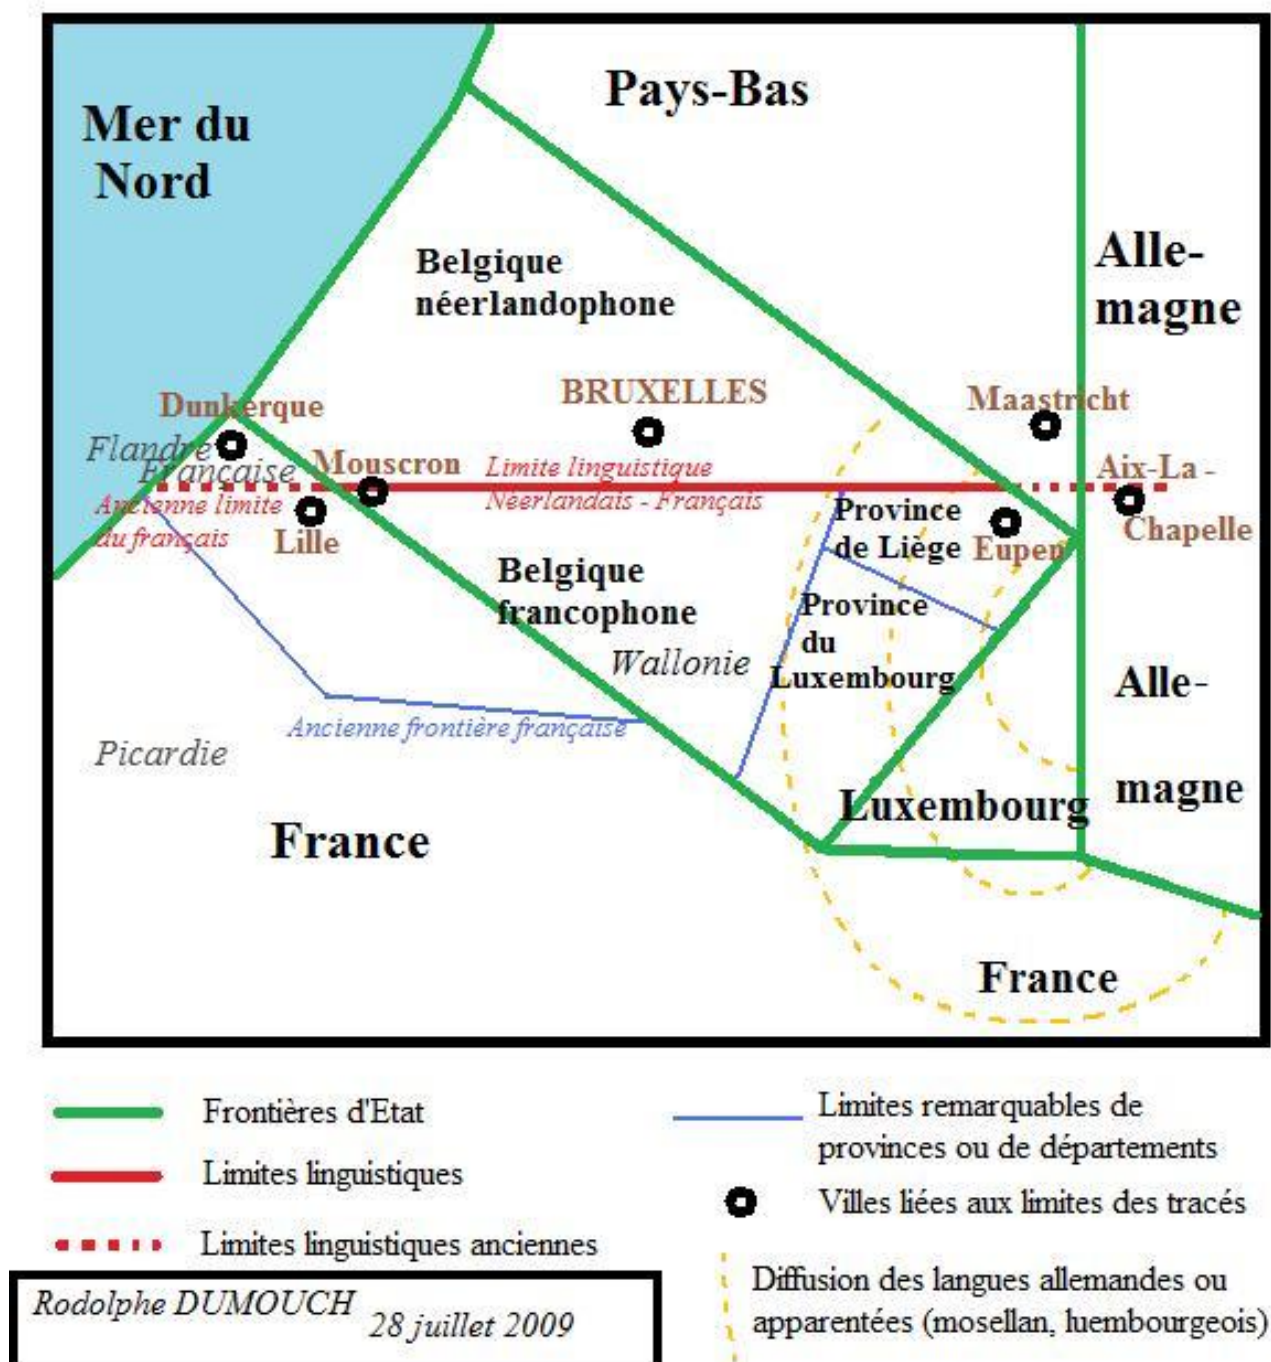 Pays-Bas
Mer du
Nord
Alle-
magne
Belgique
néerlandophone
BRUXELLES
Maastricht
Dunkerque
Flandre
Française
Mouscron
Limite linguistique
Néerlandais - Français
Aix-La -
Chapelle
Ancienne limite
du français
Lille
Province
de Liège
Eupen
Belgique
francophone
Province
du
Luxembourg
Wallonie
Alle-
magne
Ancienne frontière française
Picardie
Luxembourg
France
France
Frontières d'Etat
Limites linguistiques
Limites linguistiques anciennes
Limites remarquables de
provinces ou de départements
Villes liées aux limites des tracés
Diffusion des langues allemandes ou
apparentées (mosellan, luembourgeois)
Rodolphe DUMOUCH
28 juillet 2009